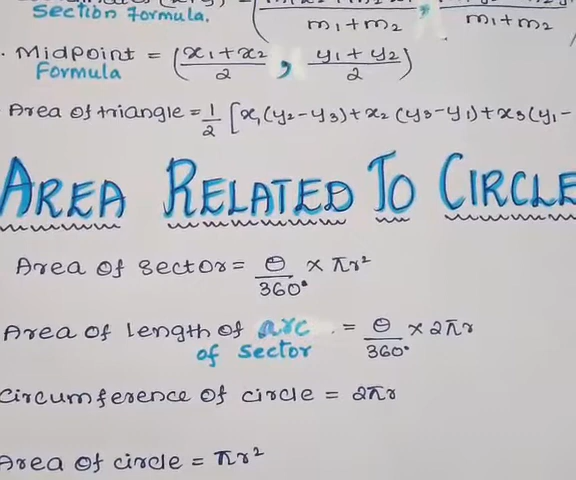 section formula.
m₁+m₂ , m₁+m₂
. Midpoint = (x₁+x₂/2 , y₁+y₂/2)
Formula
Area of triangle = 1/2 [x₁(y₂-y₃)+x₂(y₃-y₁)+x₃(y₁-
AREA RELATED TO CIRCLE
Area of sector = θ/360° × πr²
Area of length of arc = θ/360° × 2πr
of sector
Circumference of circle = 2πr
Area of circle = πr²